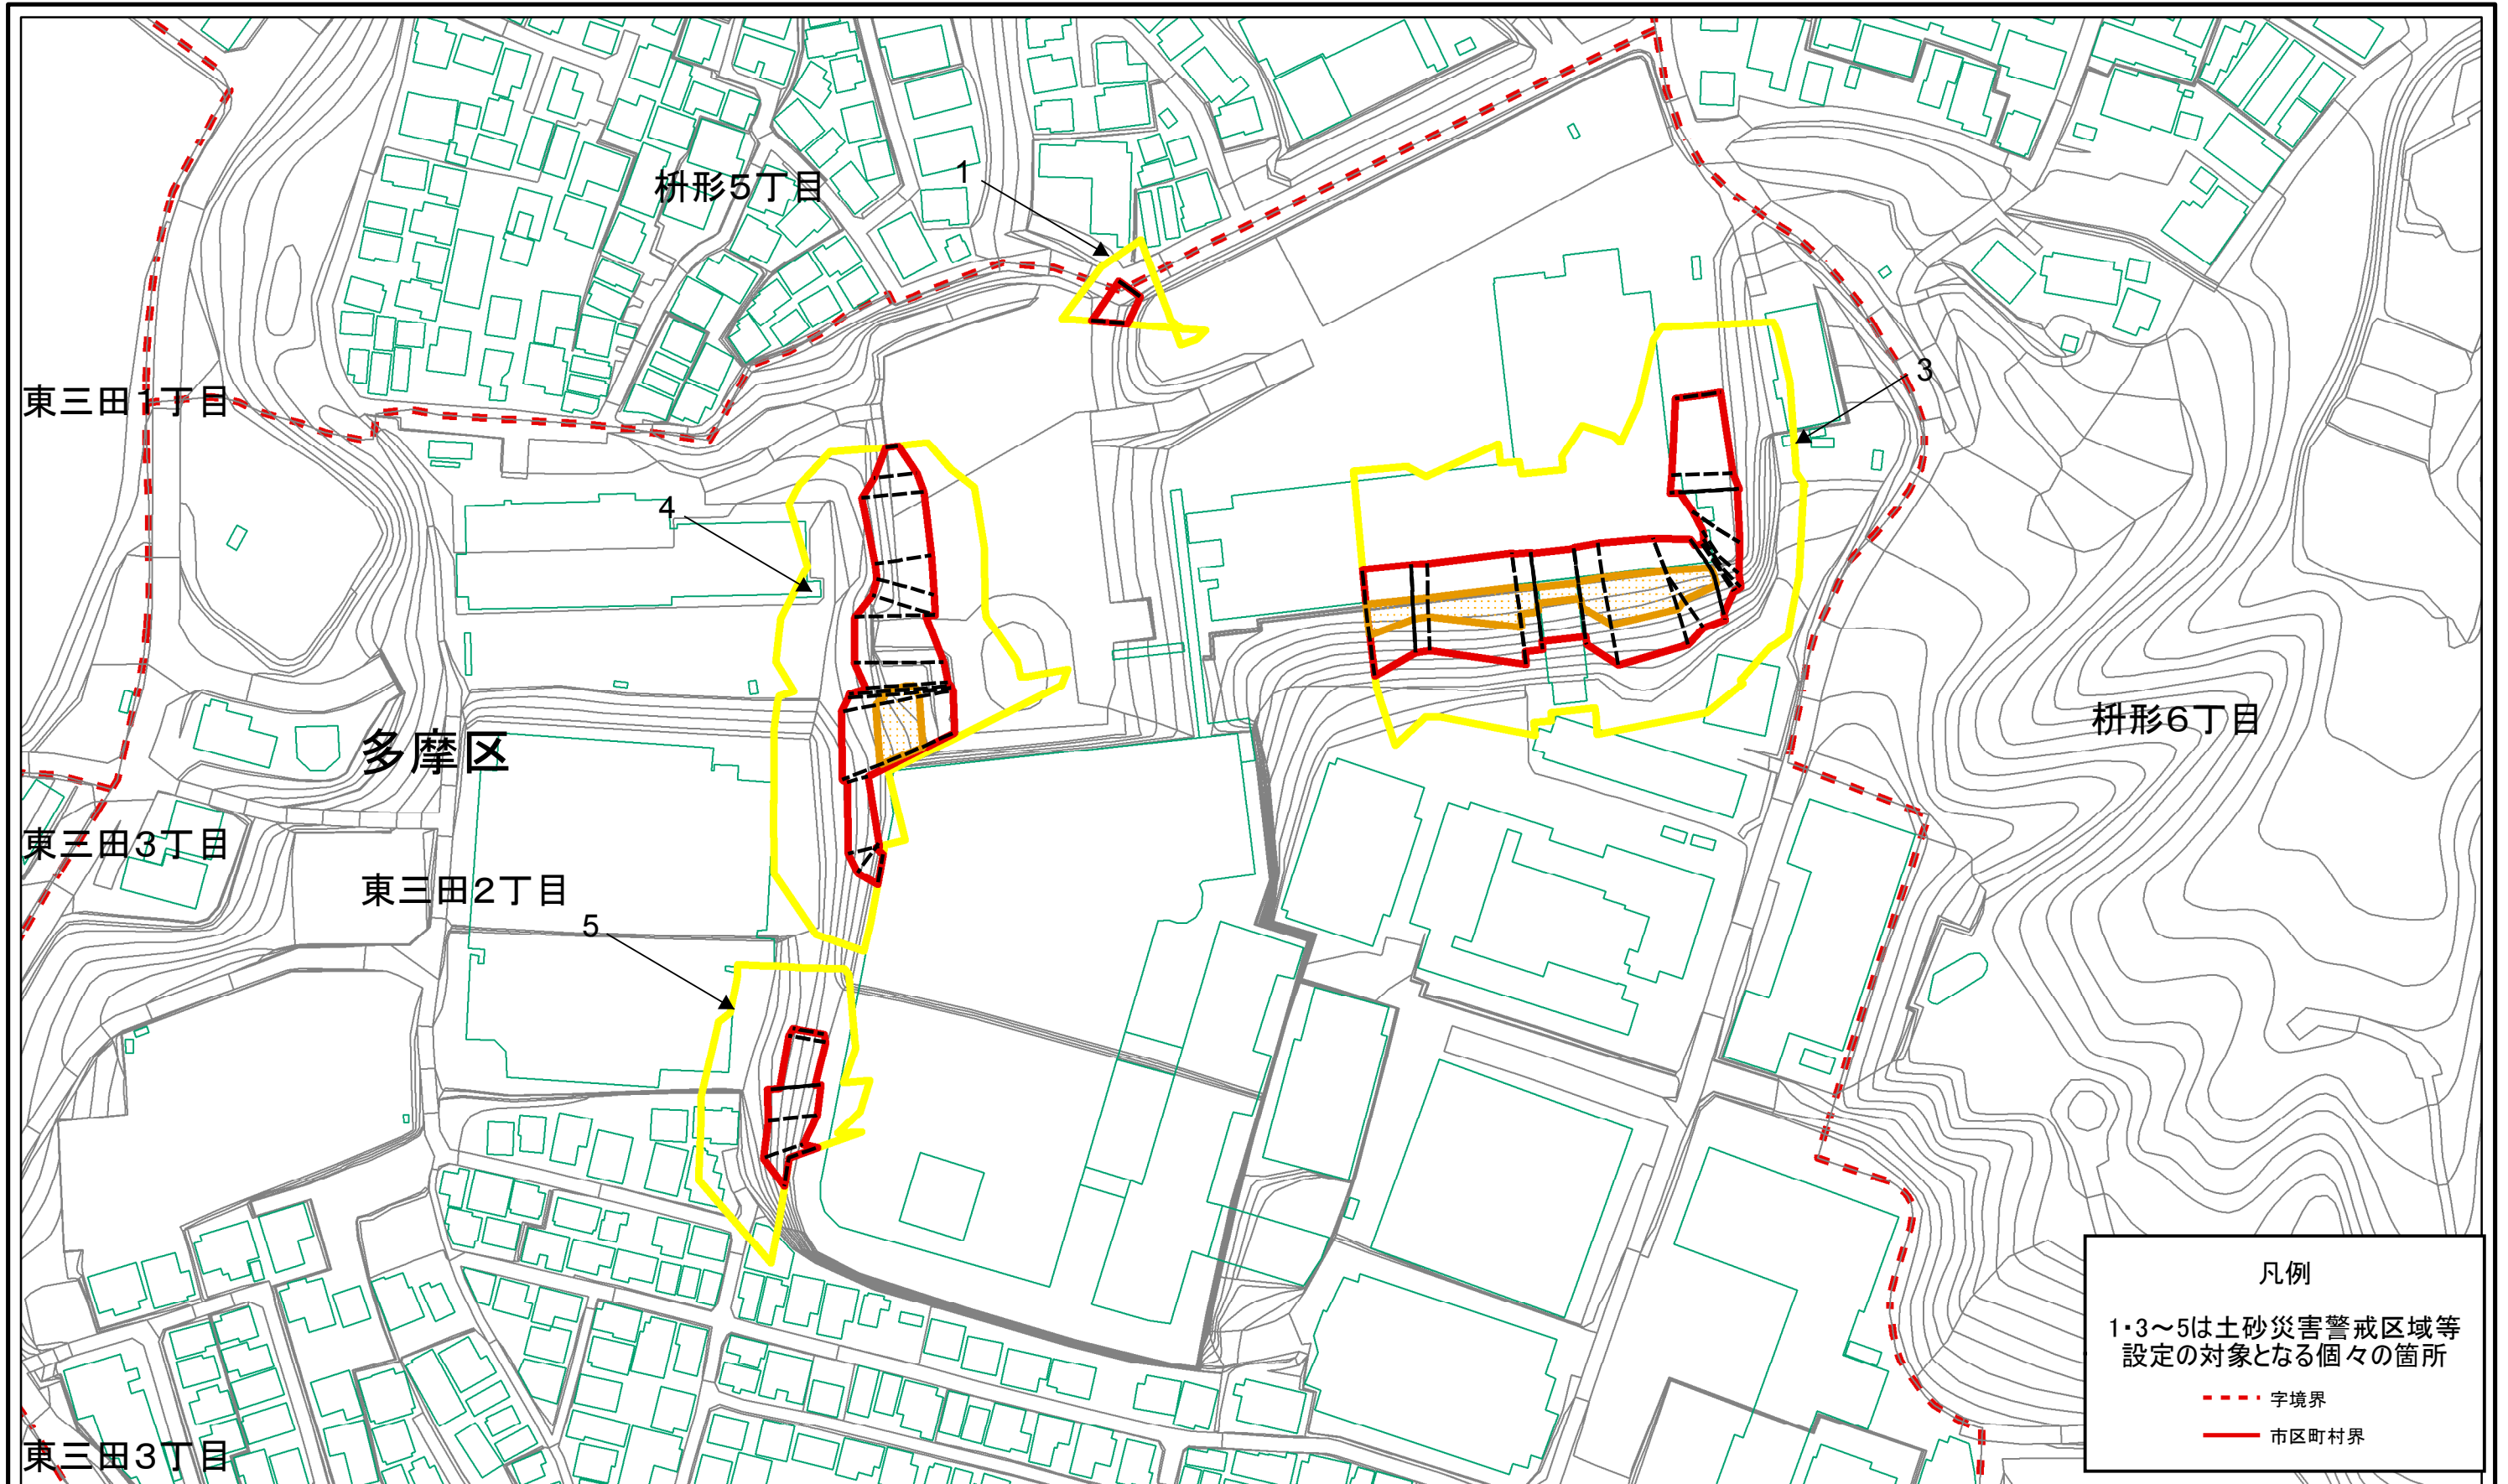 枡形５丁目
1
3
東三田１丁目
4
枡形６丁目
多摩区
東三田３丁目
東三田２丁目
5
凡例
1・3～5は土砂災害警戒区域等
設定の対象となる個々の箇所
字境界
市区町村界
東三田３丁目